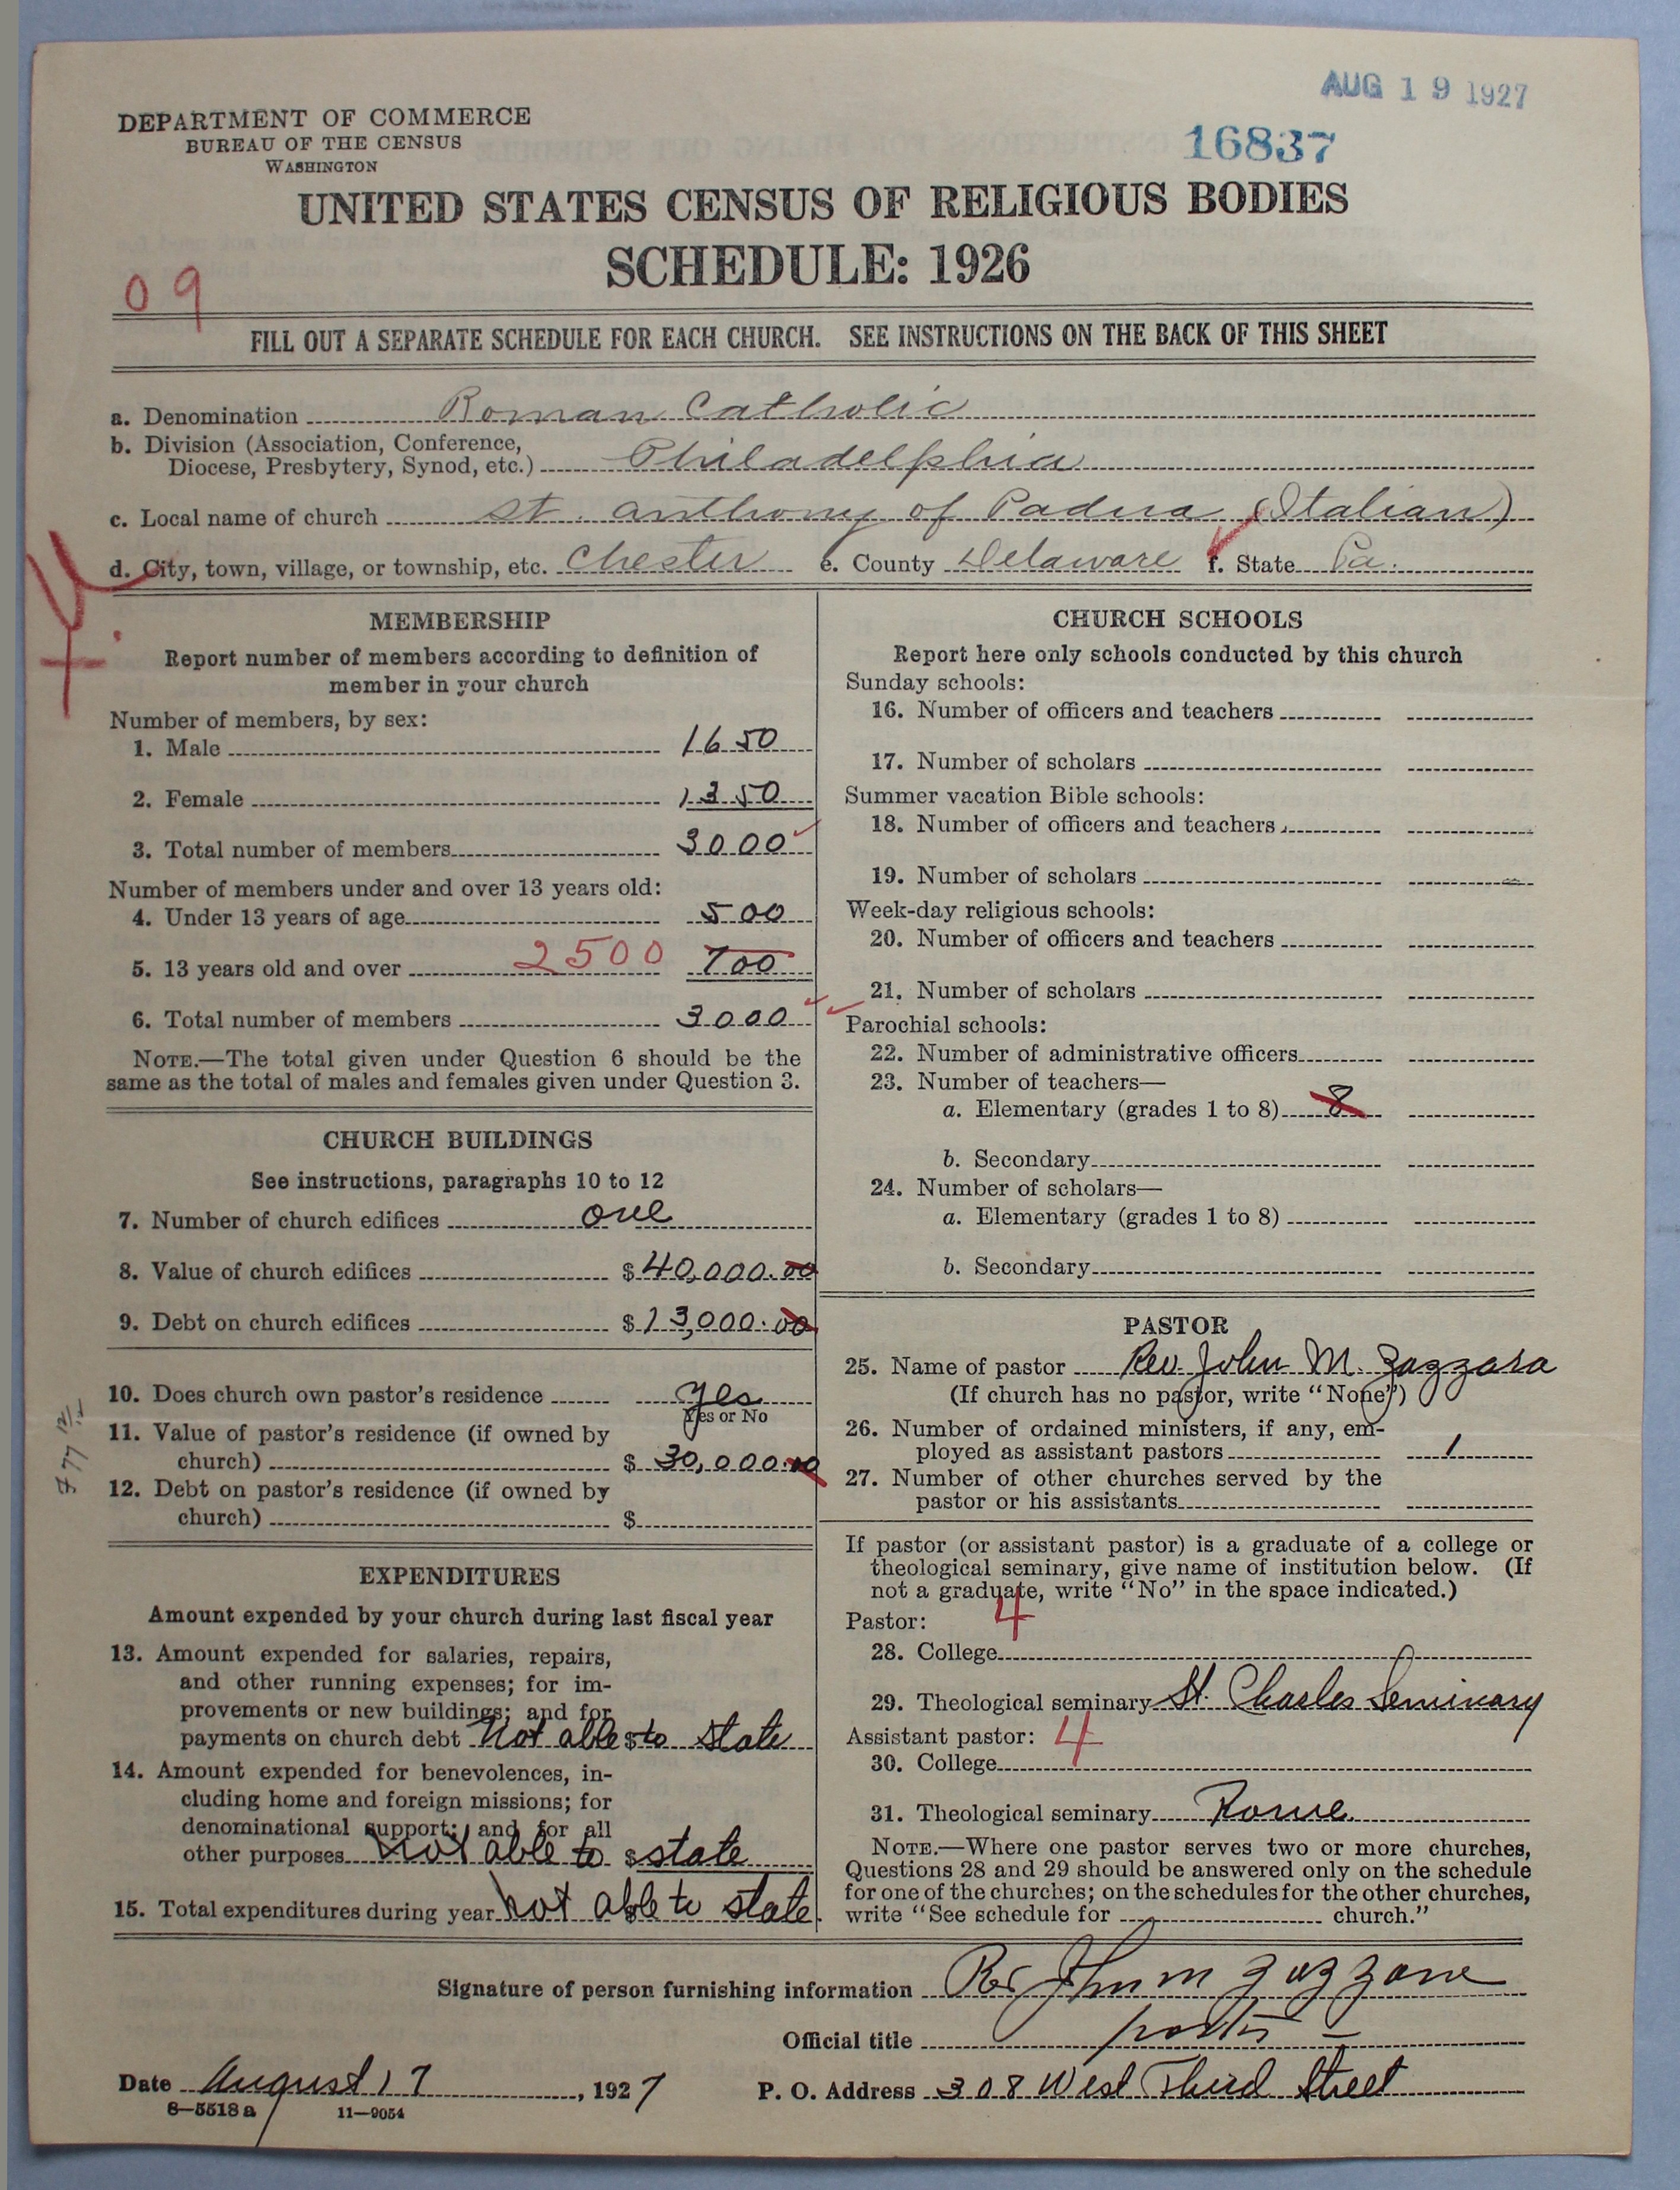 AUG 19 1927
DEPARTMENT OF COMMERCE
BUREAU OF THE CENSUS
WASHINGTON
16837
UNITED STATES CENSUS OF RELIGIOUS BODIES
SCHEDULE: 1926
09
FILL OUT A SEPARATE SCHEDULE FOR EACH CHURCH. SEE INSTRUCTIONS ON THE BACK OF THIS SHEET
a. Denomination Roman Catholic
b. Division (Association, Conference,
Diocese, Presbytery, Synod, etc.) Philadelphia
c. Local name of church St. Anthony of Padua (Italian)
d. City, town, village, or township, etc. Chester e. County Delaware f. State Pa.
MEMBERSHIP
Report number of members according to definition of
member in your church
Number of members, by sex:
1. Male 1650
2. Female 1350
3. Total number of members 3000
Number of members under and over 13 years old:
4. Under 13 years of age 500
5. 13 years old and over 2500 700
6. Total number of members 3000
NOTE.—The total given under Question 6 should be the
same as the total of males and females given under Question 3.
CHURCH BUILDINGS
See instructions, paragraphs 10 to 12
7. Number of church edifices one
8. Value of church edifices $ 40,000.00
9. Debt on church edifices $ 13,000.00
10. Does church own pastor's residence yes
Yes or No
11. Value of pastor's residence (if owned by
church) $ 30,000.00
12. Debt on pastor's residence (if owned by
church) $
EXPENDITURES
Amount expended by your church during last fiscal year
13. Amount expended for salaries, repairs,
and other running expenses; for im-
provements or new buildings; and for
payments on church debt Not able $ to state
14. Amount expended for benevolences, in-
cluding home and foreign missions; for
denominational support; and for all
other purposes not able to $ state
15. Total expenditures during year not able to state.
CHURCH SCHOOLS
Report here only schools conducted by this church
Sunday schools:
16. Number of officers and teachers
17. Number of scholars
Summer vacation Bible schools:
18. Number of officers and teachers
19. Number of scholars
Week-day religious schools:
20. Number of officers and teachers
21. Number of scholars
Parochial schools:
22. Number of administrative officers
23. Number of teachers—
a. Elementary (grades 1 to 8) 8
b. Secondary
24. Number of scholars—
a. Elementary (grades 1 to 8)
b. Secondary
PASTOR
25. Name of pastor Rev. John M. Zazzara
(If church has no pastor, write "None")
26. Number of ordained ministers, if any, em-
ployed as assistant pastors 1
27. Number of other churches served by the
pastor or his assistants
If pastor (or assistant pastor) is a graduate of a college or
theological seminary, give name of institution below. (If
not a graduate, write "No" in the space indicated.)
Pastor: 4
28. College
29. Theological seminary St. Charles Seminary
Assistant pastor: 4
30. College
31. Theological seminary Rome
NOTE.—Where one pastor serves two or more churches,
Questions 28 and 29 should be answered only on the schedule
for one of the churches; on the schedules for the other churches,
write "See schedule for church."
Signature of person furnishing information Rev John M Zazzara
Official title pastor
Date August 17, 1927 P. O. Address 308 West Third Street
8—5518 a 11—9054